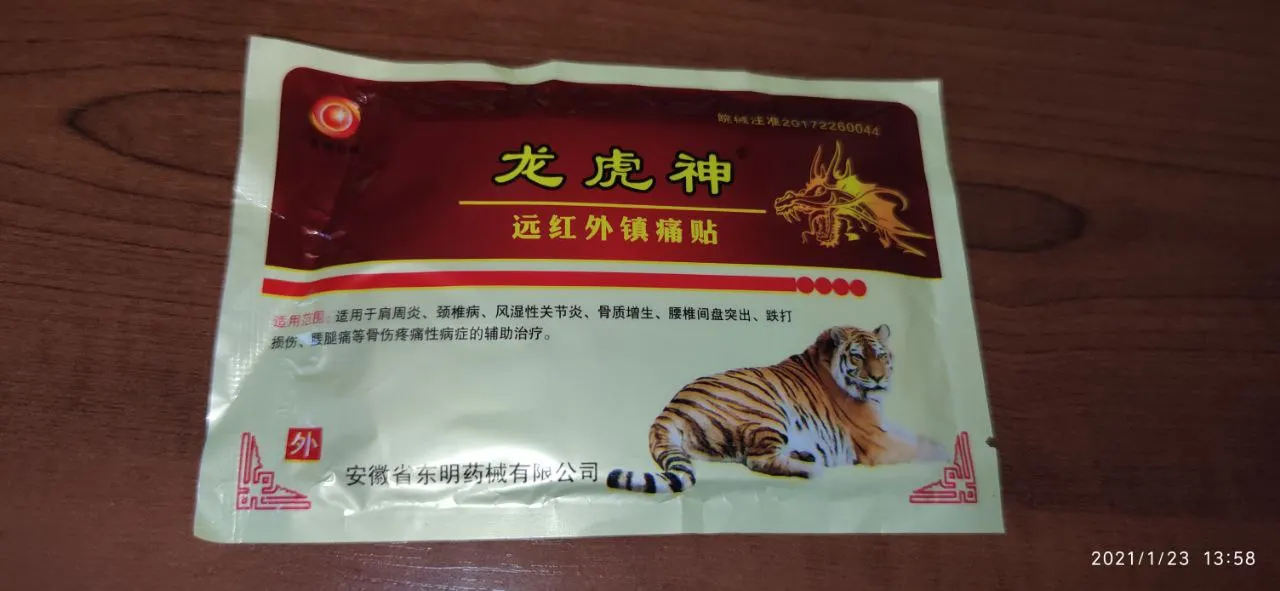 皖械注准20172260044
龙虎神
远红外镇痛贴
适用范围：适用于肩周炎、颈椎病、风湿性关节炎、骨质增生、腰椎间盘突出、跌打
损伤、腰腿痛等骨伤疼痛性病症的辅助治疗。
外
安徽省东明药械有限公司
2021/1/23 13:58